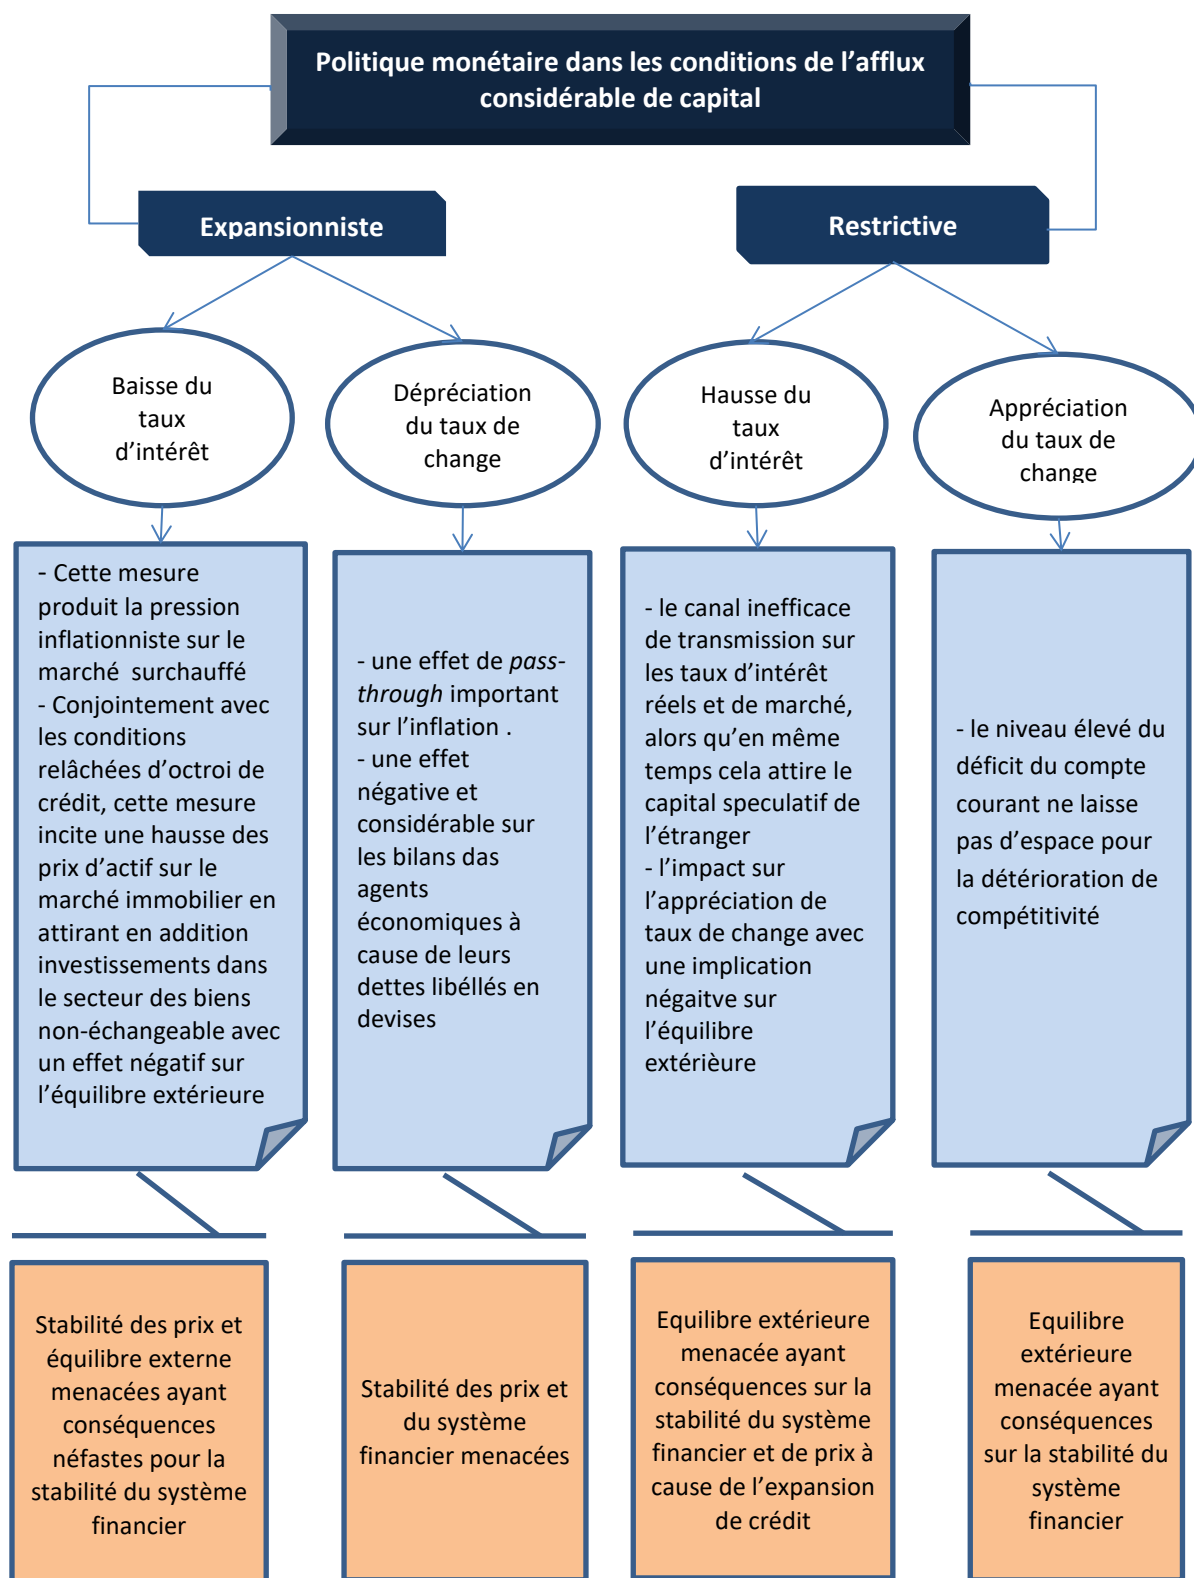 Politique monétaire dans les conditions de l’afflux
considérable de capital
Expansionniste
Restrictive
Baisse du
taux
d’intérêt
Dépréciation
du taux de
change
Hausse du
taux
d’intérêt
Appréciation
du taux de
change
- Cette mesure
produit la pression
inflationniste sur le
marché surchauffé
- Conjointement avec
les conditions
relâchées d’octroi de
crédit, cette mesure
incite une hausse des
prix d’actif sur le
marché immobilier en
attirant en addition
investissements dans
le secteur des biens
non-échangeable avec
un effet négatif sur
l’équilibre extérieure
- une effet de pass-
through important
sur l’inflation .
- une effet
négative et
considérable sur
les bilans das
agents
économiques à
cause de leurs
dettes libéllés en
devises
- le canal inefficace
de transmission sur
les taux d’intérêt
réels et de marché,
alors qu’en même
temps cela attire le
capital speculatif de
l’étranger
- l’impact sur
l’appréciation de
taux de change avec
une implication
négaitve sur
l’équilibre
extérièure
- le niveau élevé du
déficit du compte
courant ne laisse
pas d’espace pour
la détérioration de
compétitivité
Stabilité des prix et
équilibre externe
menacées ayant
conséquences
néfastes pour la
stabilité du système
financier
Stabilité des prix et
du système
financier menacées
Equilibre extérieure
menacée ayant
conséquences sur la
stabilité du système
financier et de prix à
cause de l’expansion
de crédit
Equilibre
extérieure
menacée ayant
conséquences
sur la stabilité du
système
financier